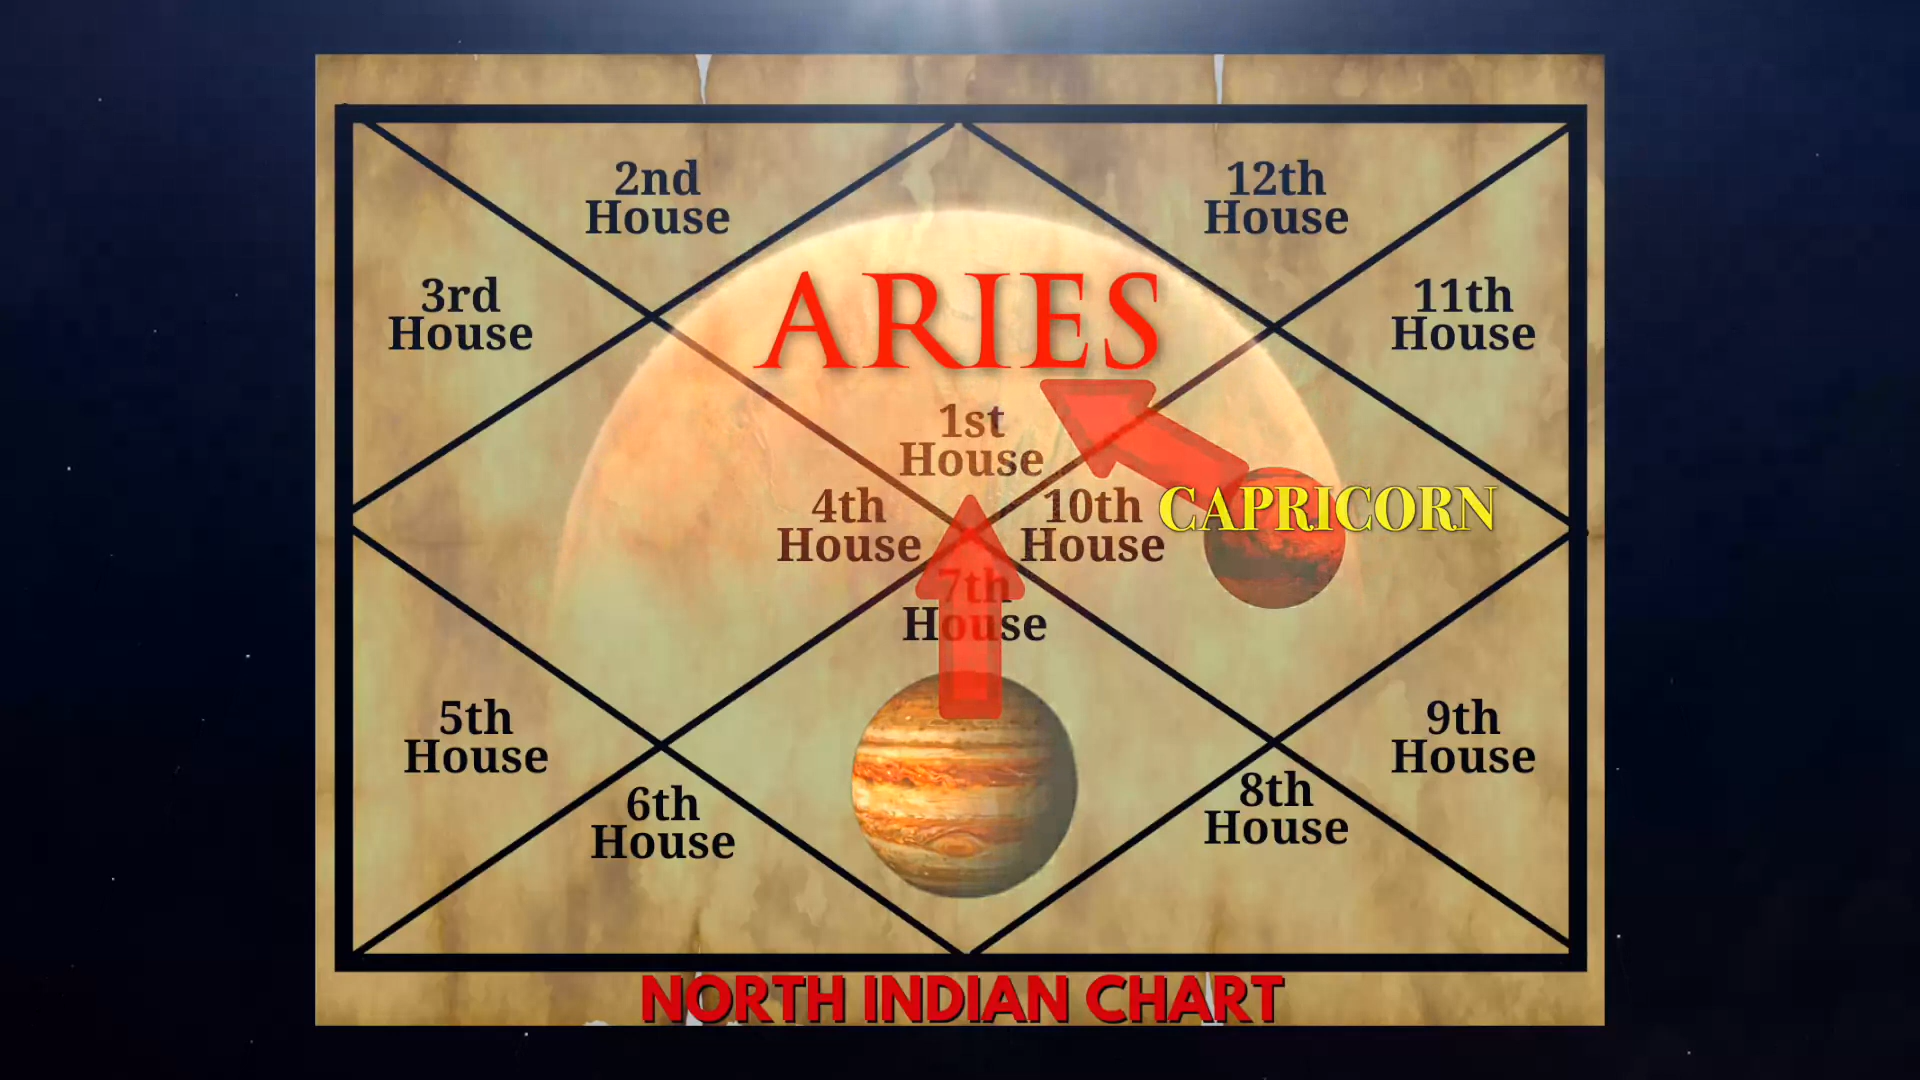 2nd
House
12th
House
3rd
House
ARIES
11th
House
1st
House
4th
House
10th
House
CAPRICORN
7th
House
5th
House
9th
House
6th
House
8th
House
NORTH INDIAN CHART